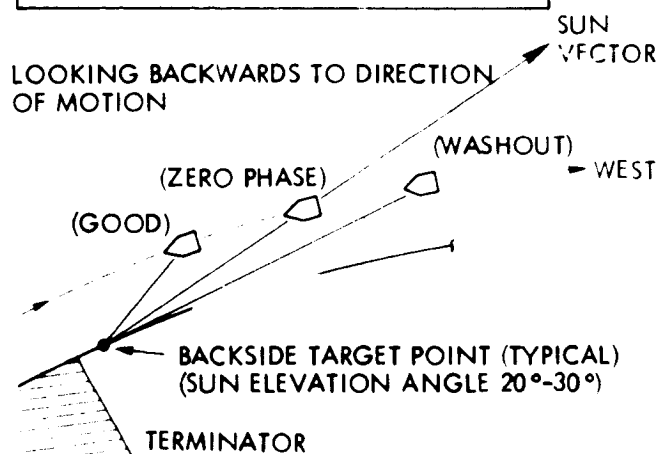 SUN
VECTOR
LOOKING BACKWARDS TO DIRECTION
OF MOTION
(WASHOUT)
WEST
(ZERO PHASE)
(GOOD)
BACKSIDE TARGET POINT (TYPICAL)
(SUN ELEVATION ANGLE 20°-30°)
TERMINATOR